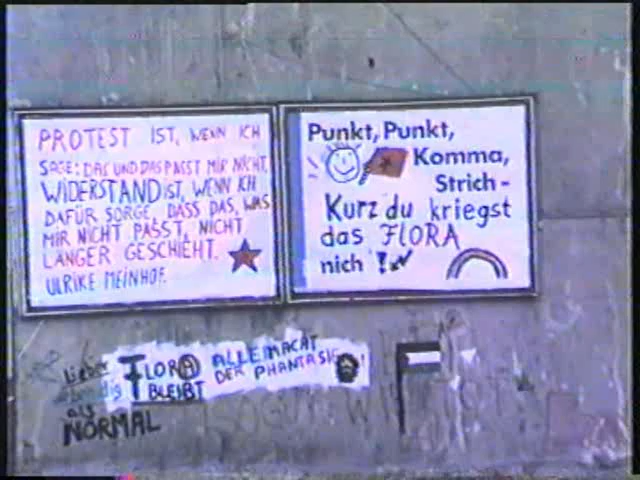 PROTEST IST, WENN ICH
SAGE: DAS UND DAS PASST MIR NICHT.
WIDERSTAND IST, WENN ICH
DAFÜR SORGE, DASS DAS, WAS
MIR NICHT PASST, NICHT
LÄNGER GESCHIEHT.
ULRIKE MEINHOF.
Punkt, Punkt,
Komma,
Strich-
Kurz du kriegst
das FLORA
nich !
lieber
lebendig
als
NORMAL
FLORA
BLEIBT
ALLE MACHT
DER PHANTASIE!